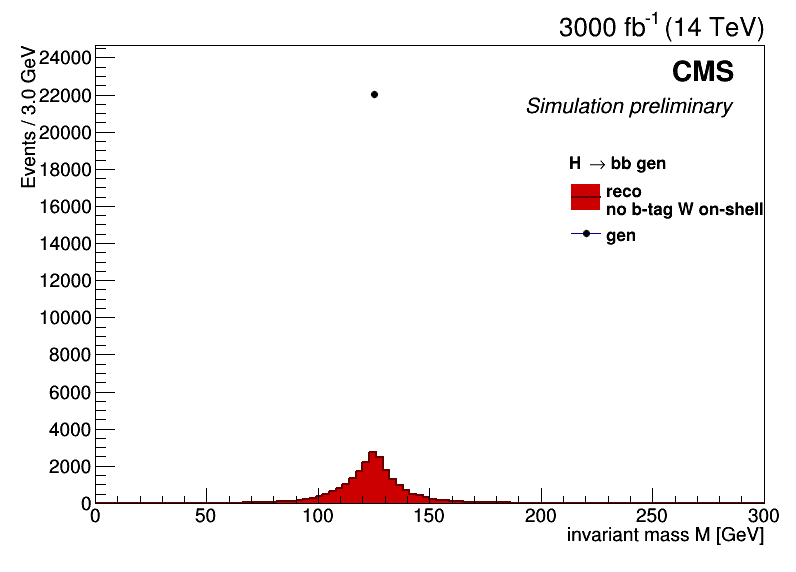 3000 fb⁻¹ (14 TeV)
Events / 3.0 GeV
24000
22000
20000
18000
16000
14000
12000
10000
8000
6000
4000
2000
0
CMS
Simulation preliminary
H → bb gen
reco
no b-tag W on-shell
gen
0 50 100 150 200 250 300
invariant mass M [GeV]